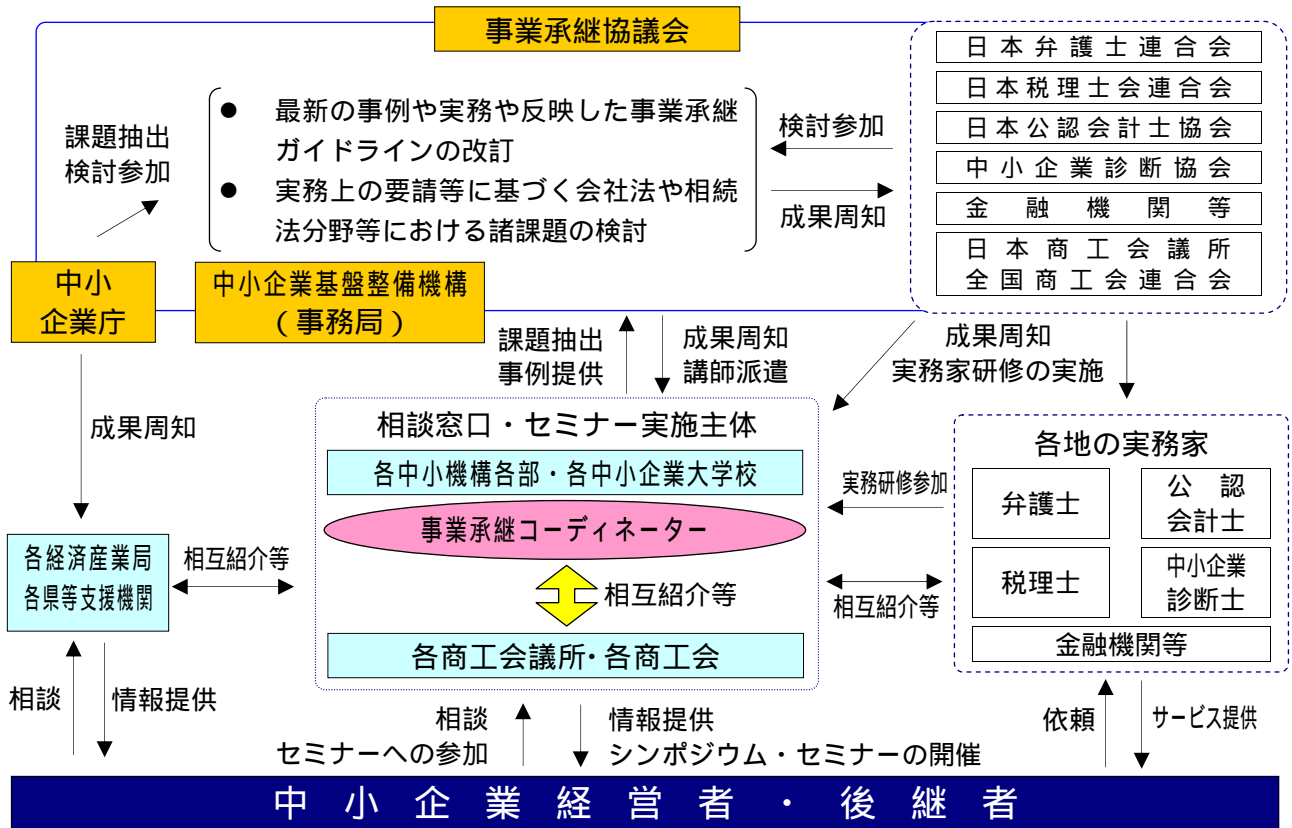 事業承継協議会
課題抽出
検討参加
● 最新の事例や実務や反映した事業承継
ガイドラインの改訂
● 実務上の要請等に基づく会社法や相続
法分野等における諸課題の検討
検討参加
成果周知
日本弁護士連合会
日本税理士会連合会
日本公認会計士協会
中小企業診断協会
金融機関等
日本商工会議所
全国商工会連合会
中小
企業庁
中小企業基盤整備機構
(事務局)
課題抽出
事例提供
成果周知
講師派遣
成果周知
実務家研修の実施
成果周知
相談窓口・セミナー実施主体
各中小機構各部・各中小企業大学校
事業承継コーディネーター
相互紹介等
各商工会議所・各商工会
各経済産業局
各県等支援機関
相互紹介等
実務研修参加
相互紹介等
各地の実務家
弁護士
公認
会計士
税理士
中小企業
診断士
金融機関等
相談
情報提供
相談
セミナーへの参加
情報提供
シンポジウム・セミナーの開催
依頼
サービス提供
中小企業経営者・後継者